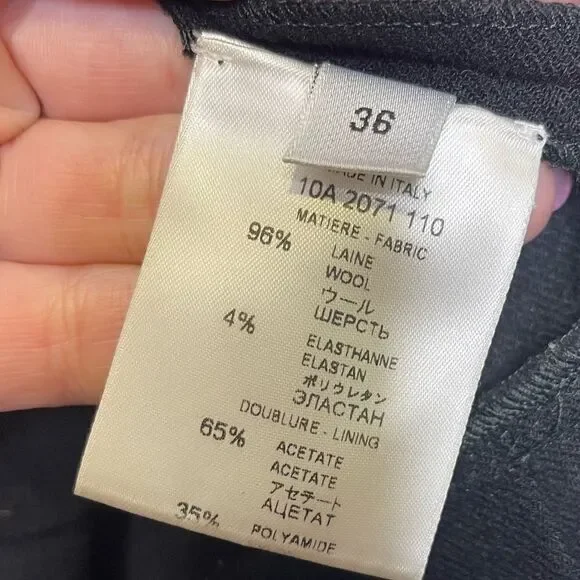 36
MADE IN ITALY
10A 2071 110
MATIERE - FABRIC
96% LAINE
WOOL
ウール
ШЕРСТЬ
4% ELASTHANNE
ELASTAN
ポリウレタン
ЭЛАСТАН
DOUBLURE - LINING
65% ACETATE
ACETATE
アセテート
АЦЕТАТ
35% POLYAMIDE